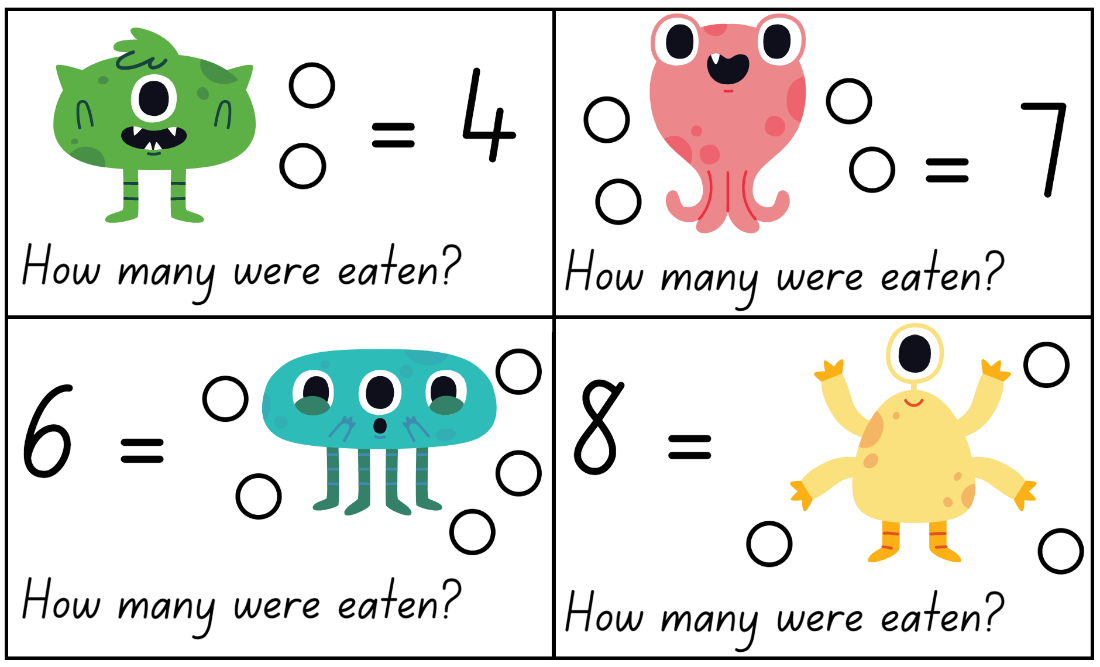 = 4
How many were eaten?
= 7
How many were eaten?
6 =
How many were eaten?
8 =
How many were eaten?